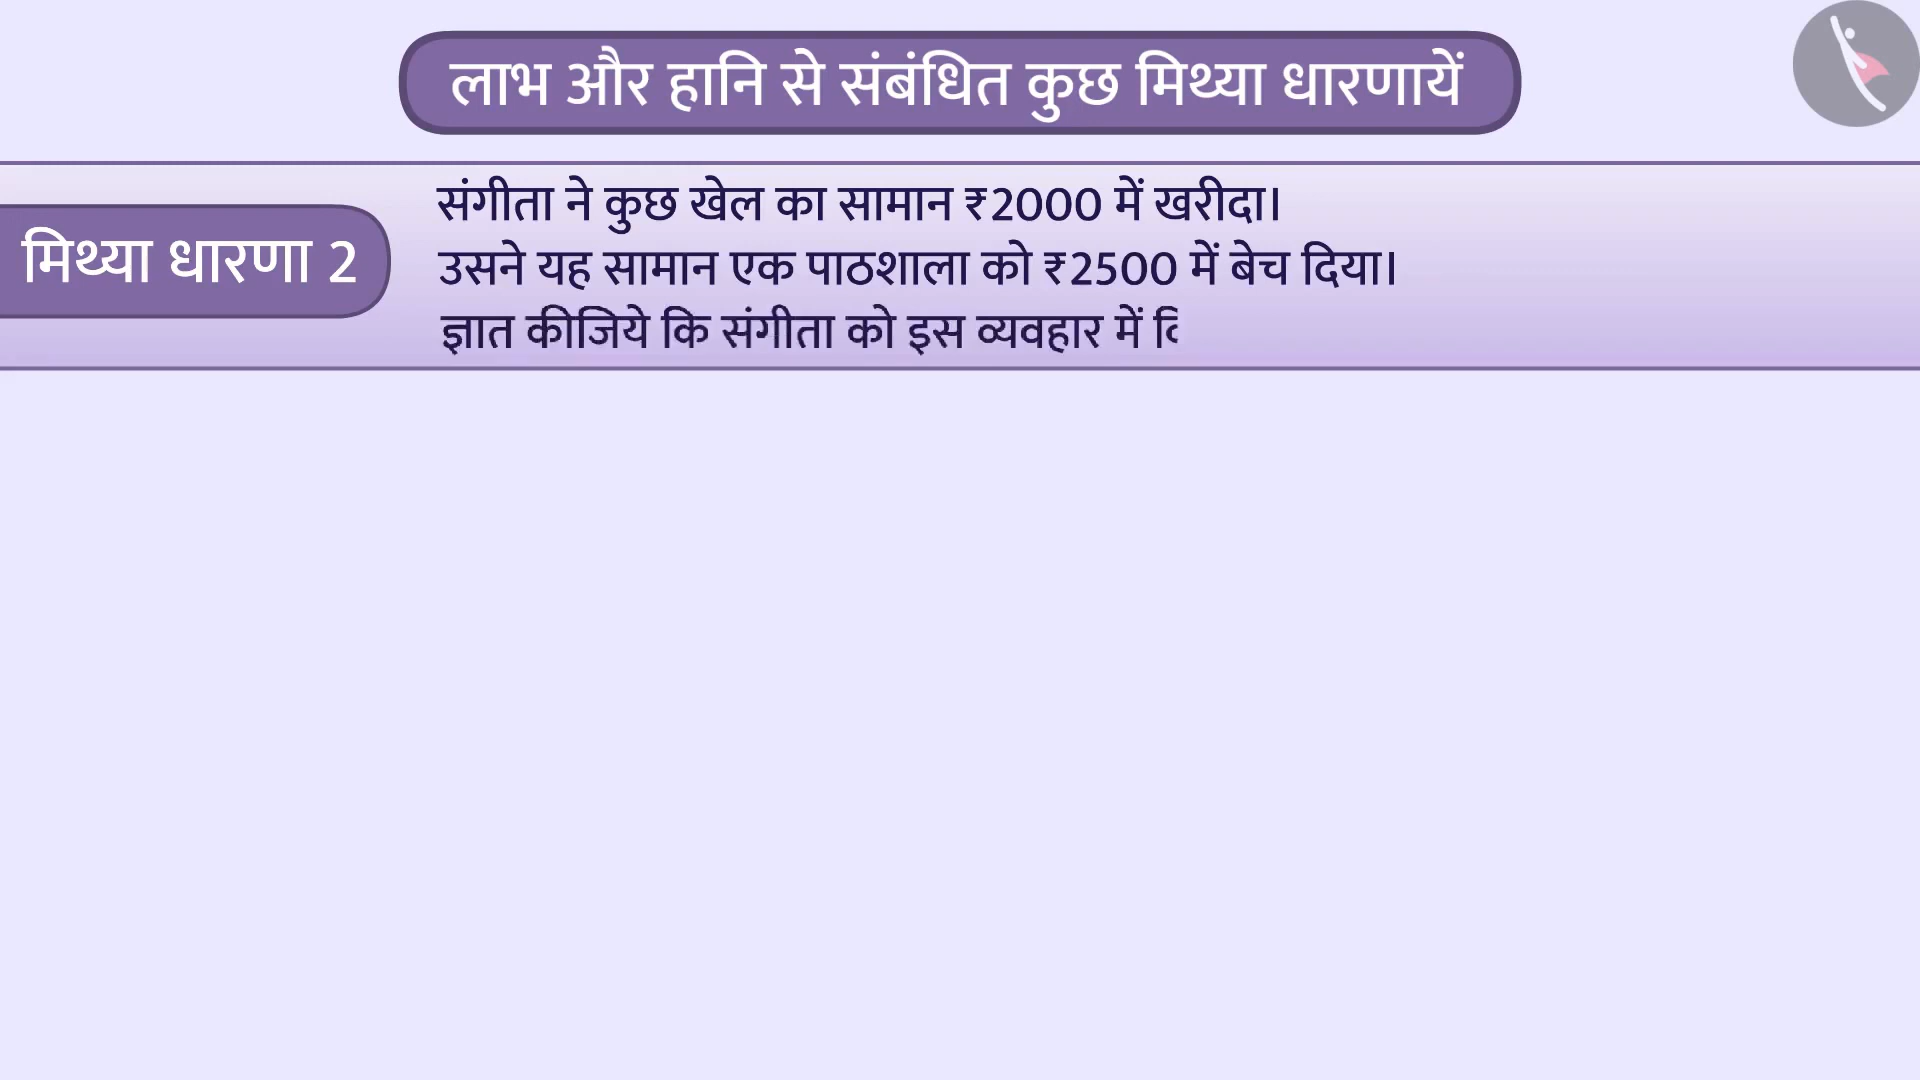 लाभ और हानि से संबंधित कुछ मिथ्या धारणायें
मिथ्या धारणा 2
संगीता ने कुछ खेल का सामान ₹2000 में खरीदा।
उसने यह सामान एक पाठशाला को ₹2500 में बेच दिया।
ज्ञात कीजिये कि संगीता को इस व्यवहार में